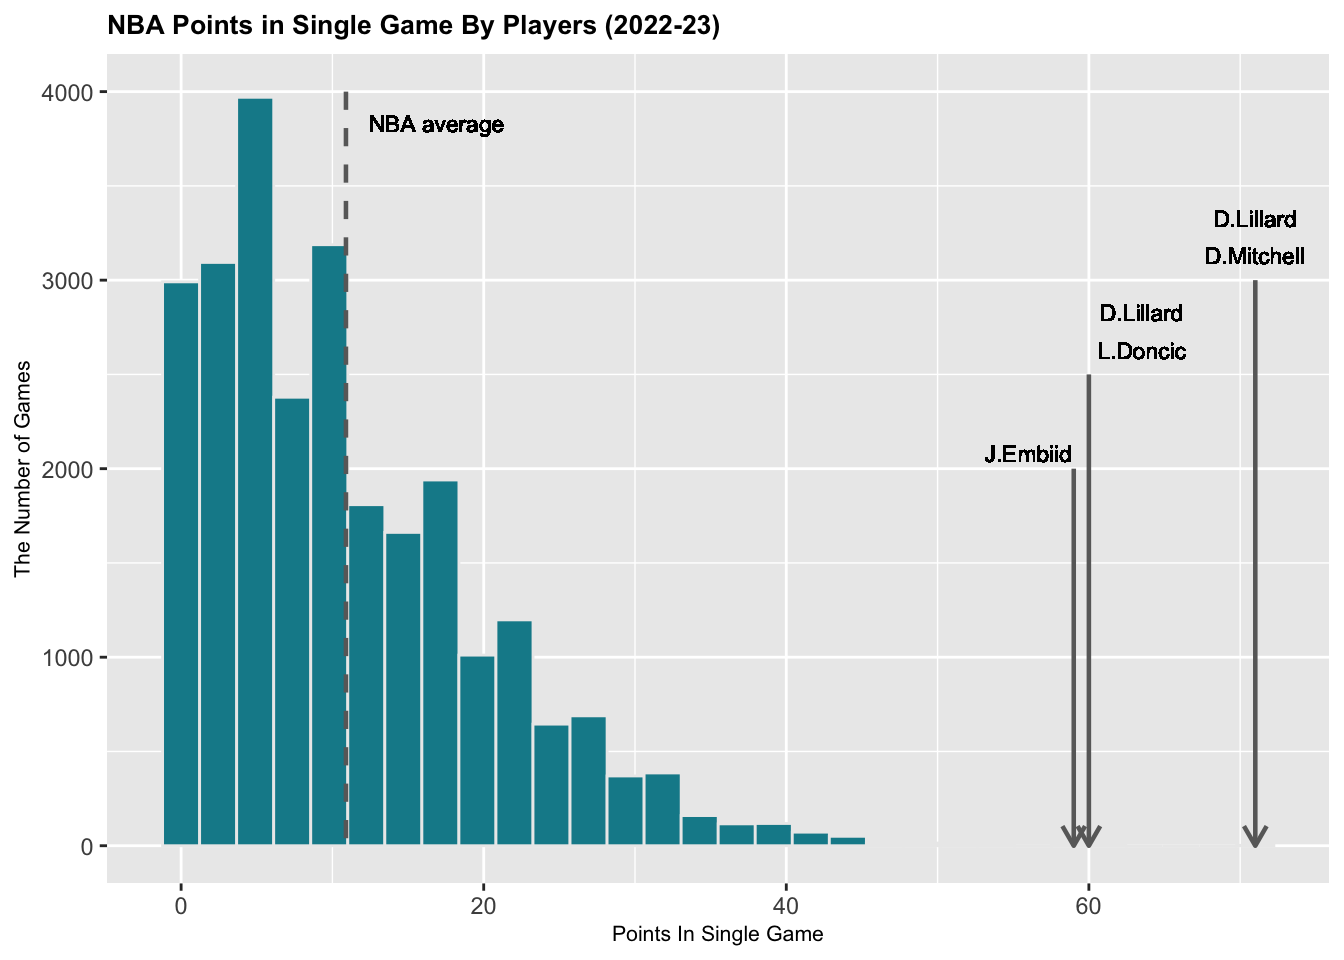 NBA Points in Single Game By Players (2022-23)
4000
NBA average
D.Lillard
D.Mitchell
3000
D.Lillard
L.Doncic
J.Embiid
2000
1000
0
The Number of Games
0 20 40 60
Points In Single Game